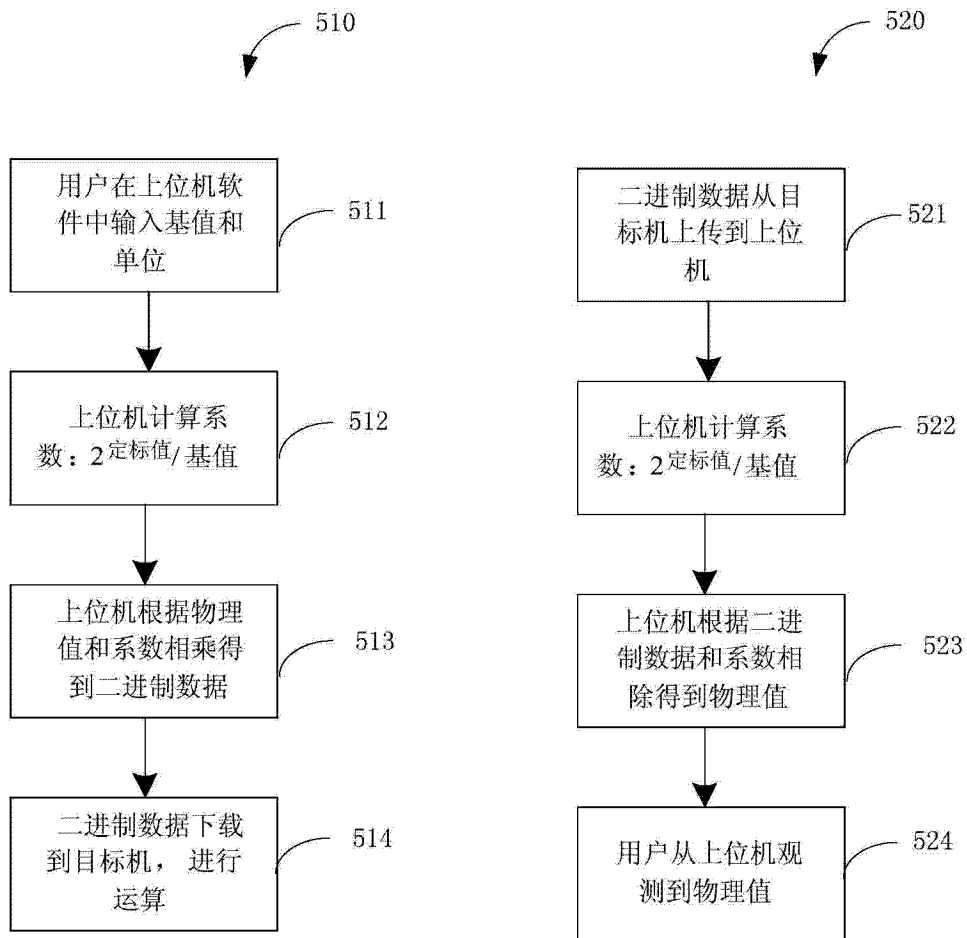 510
用户在上位机软
件中输入基值和
单位
511
上位机计算系
数：2定标值/基值
512
上位机根据物理
值和系数相乘得
到二进制数据
513
二进制数据下载
到目标机，进行
运算
514
520
二进制数据从目
标机上传到上位
机
521
上位机计算系
数：2定标值/基值
522
上位机根据二进
制数据和系数相
除得到物理值
523
用户从上位机观
测到物理值
524